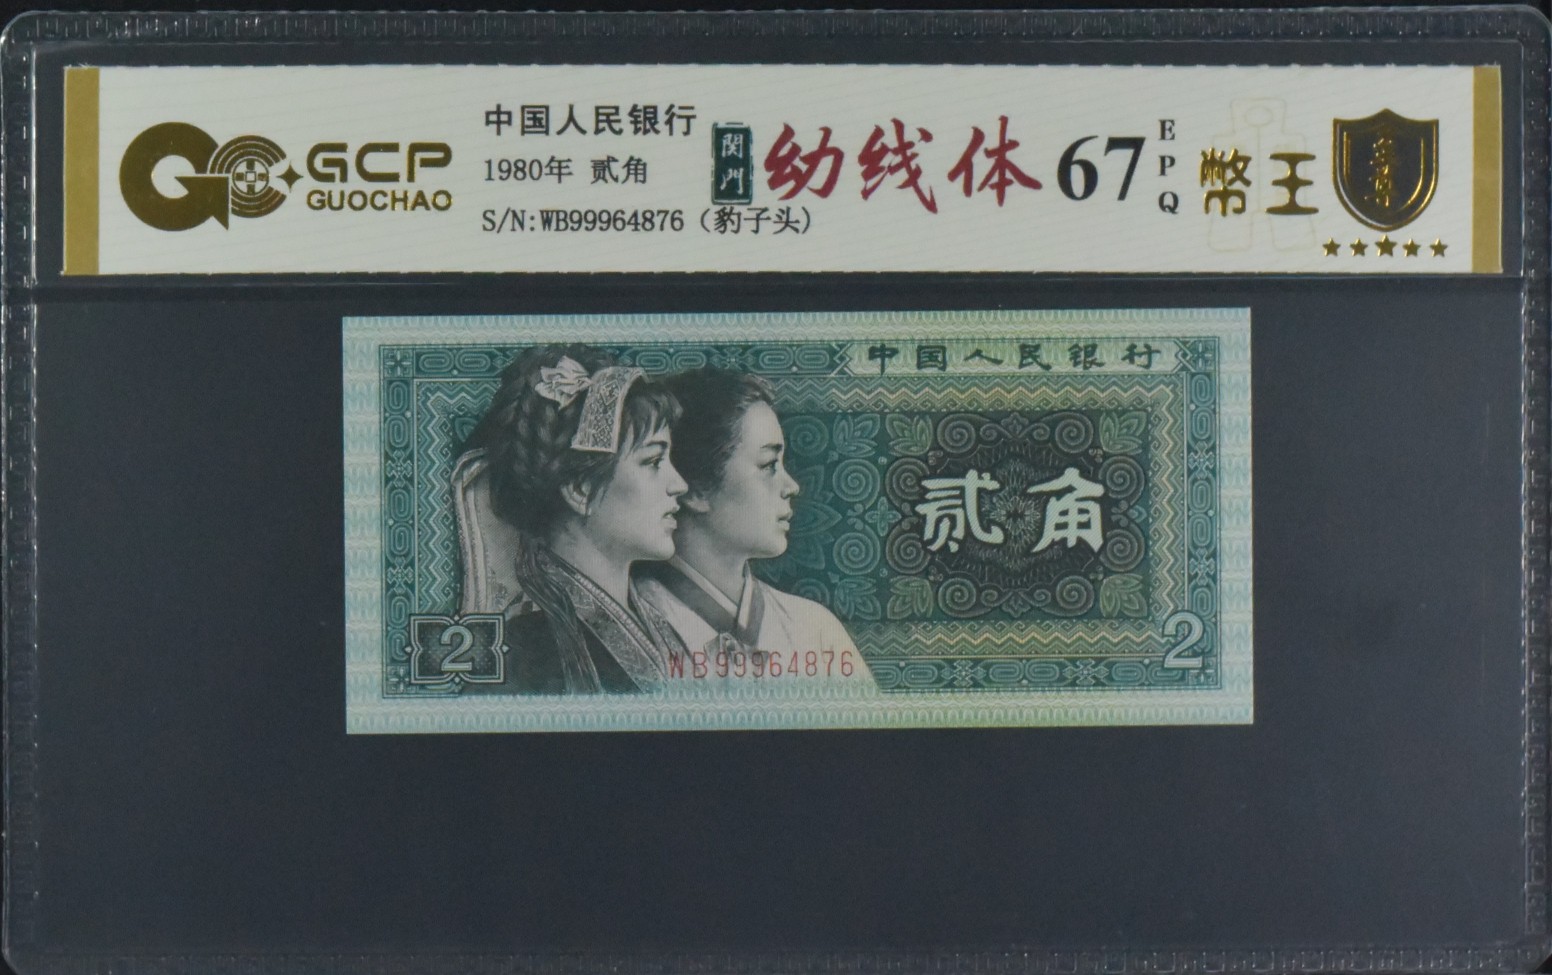 GCP
GUOCHAO
中国人民银行
1980年 贰角
S/N:WB99964876 (豹子头)
関門
幼线体
67
EPQ
幣王
中国人民银行
贰角
2
WB99964876
2